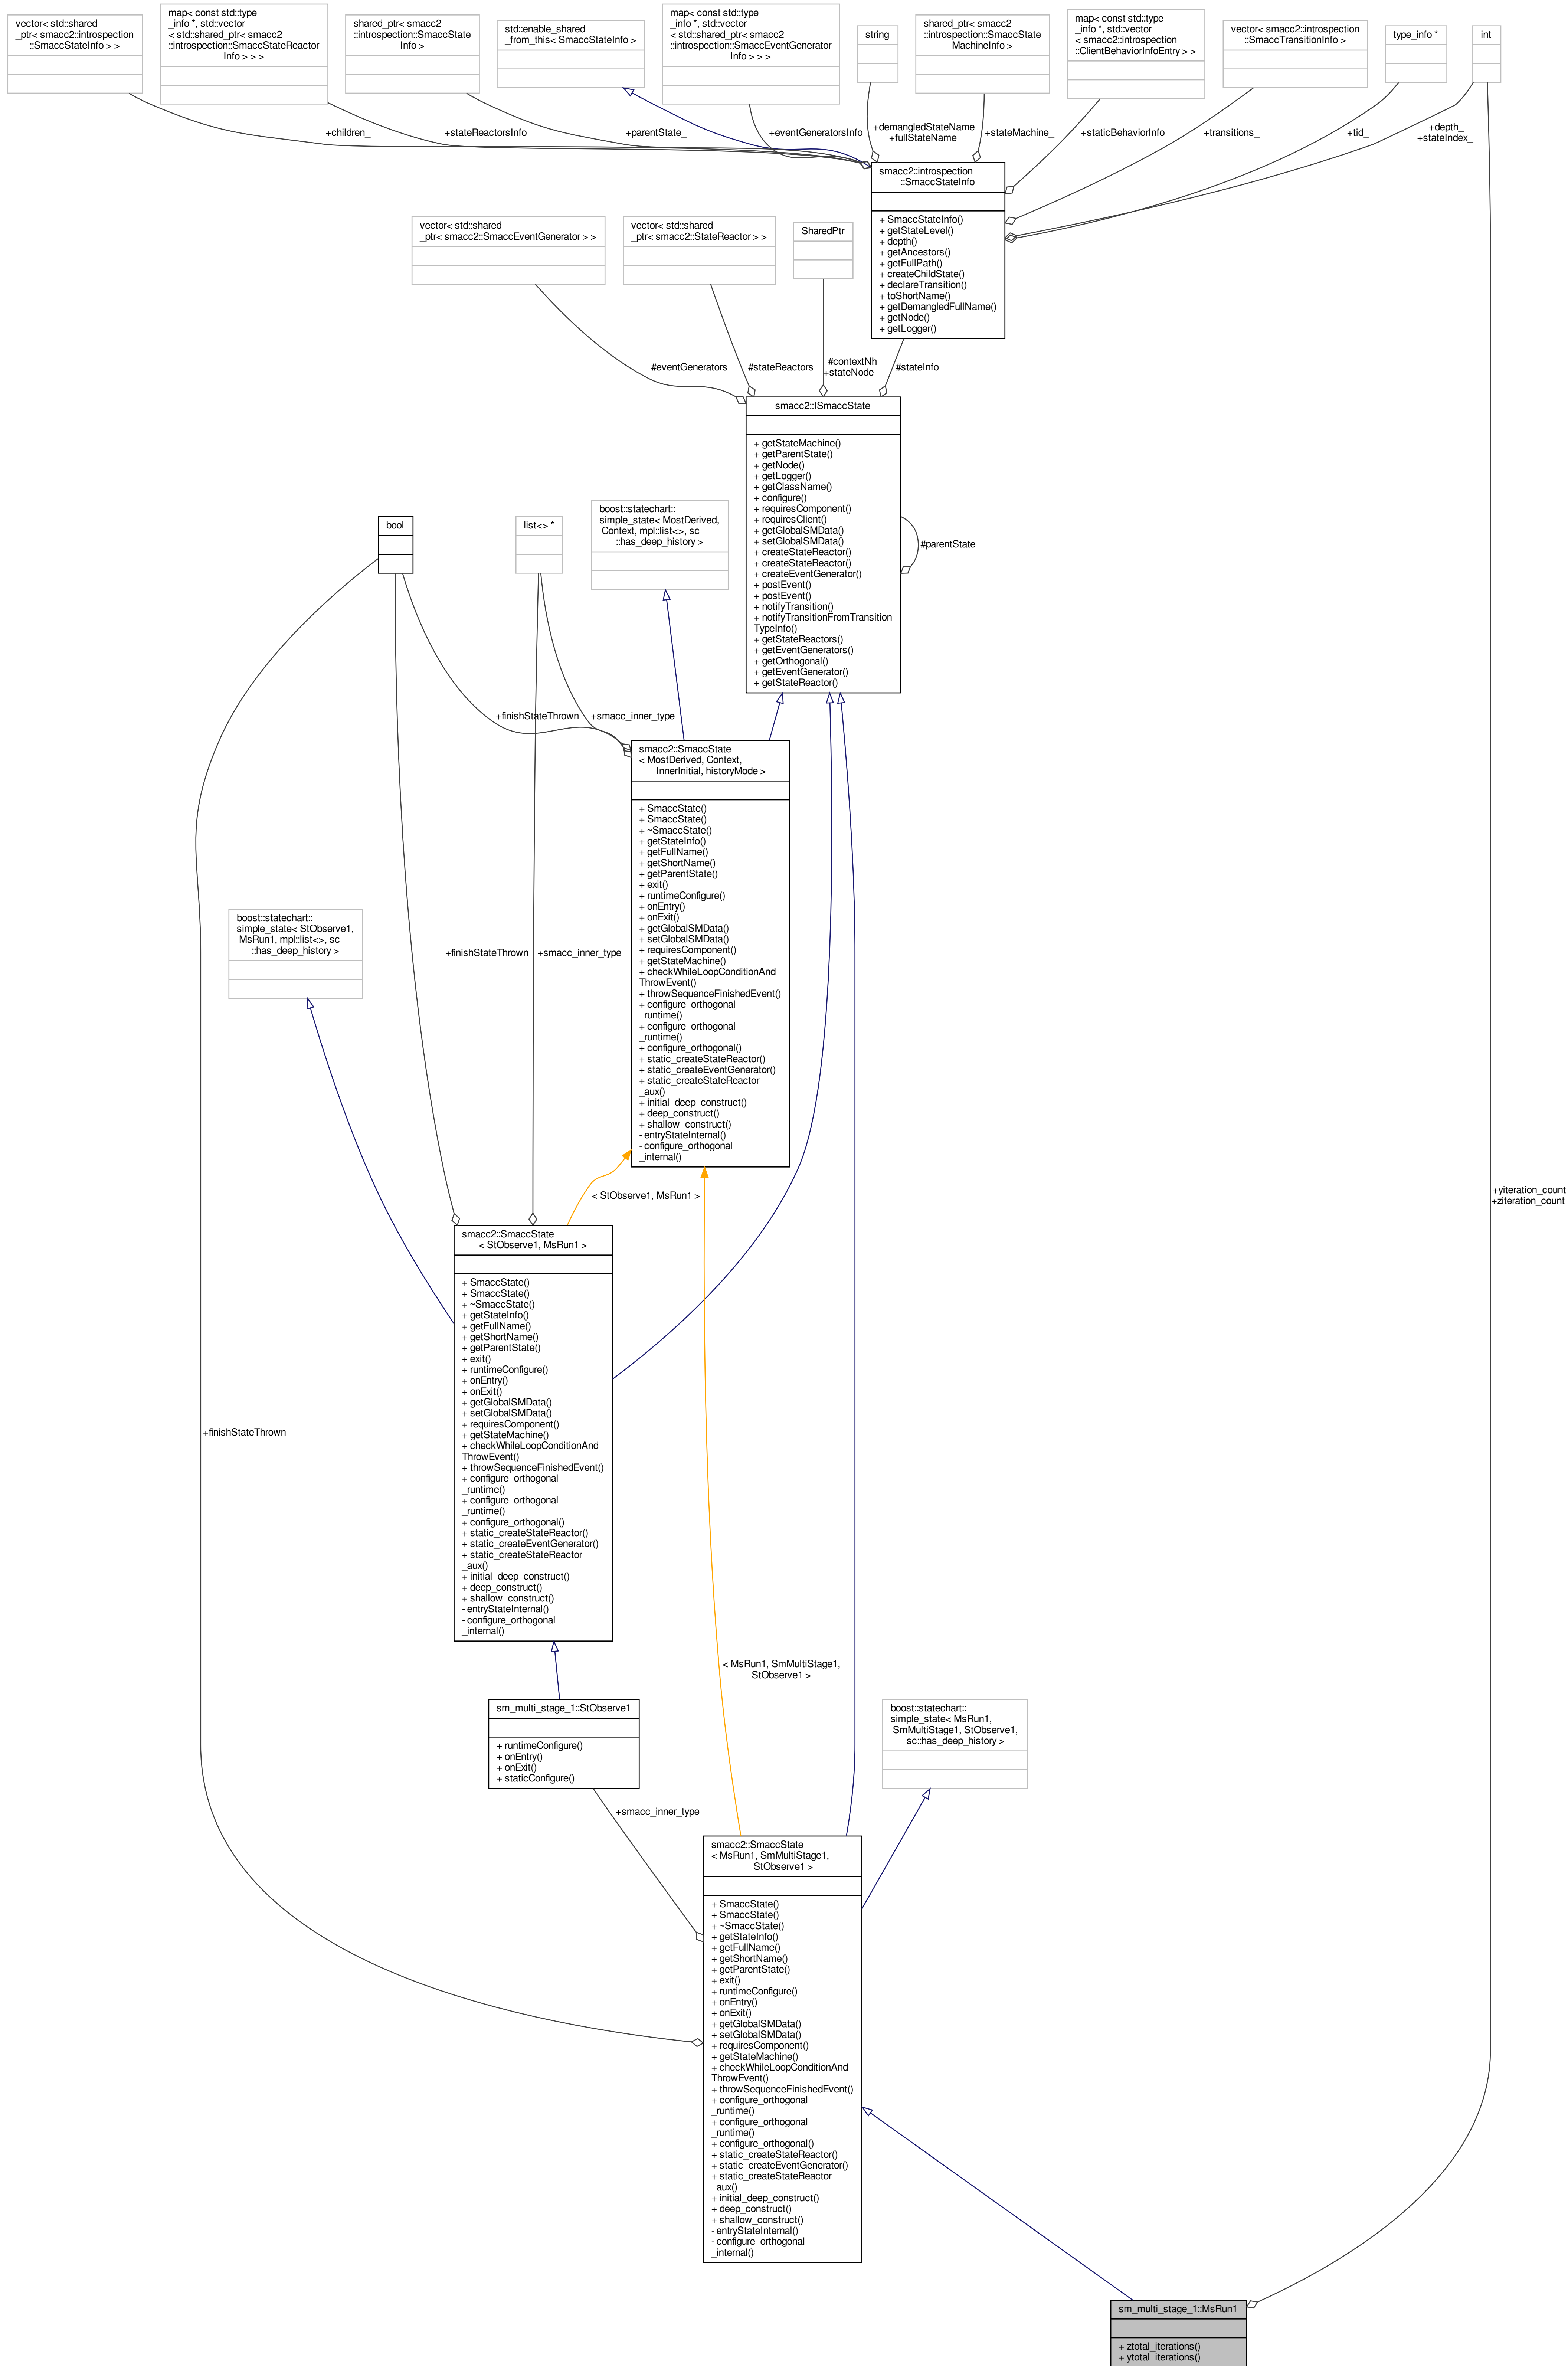 vector< std::shared
_ptr< smacc2::introspection
::SmaccStateInfo > >
map< const std::type
_info *, std::vector
< std::shared_ptr< smacc2
::introspection::SmaccStateReactor
Info > > >
shared_ptr< smacc2
::introspection::SmaccState
Info >
std::enable_shared
_from_this< SmaccStateInfo >
map< const std::type
_info *, std::vector
< std::shared_ptr< smacc2
::introspection::SmaccEventGenerator
Info > > >
string
shared_ptr< smacc2
::introspection::SmaccState
MachineInfo >
map< const std::type
_info *, std::vector
< smacc2::introspection
::ClientBehaviorInfoEntry > >
vector< smacc2::introspection
::SmaccTransitionInfo >
type_info *
int
+children_
+stateReactorsInfo
+parentState_
+eventGeneratorsInfo
+demangledStateName
+fullStateName
+stateMachine_
+staticBehaviorInfo
+transitions_
+tid_
+depth_
+stateIndex_
smacc2::introspection
::SmaccStateInfo
+ SmaccStateInfo()
+ getStateLevel()
+ depth()
+ getAncestors()
+ getFullPath()
+ createChildState()
+ declareTransition()
+ toShortName()
+ getDemangledFullName()
+ getNode()
+ getLogger()
vector< std::shared
_ptr< smacc2::SmaccEventGenerator > >
vector< std::shared
_ptr< smacc2::StateReactor > >
SharedPtr
#eventGenerators_
#stateReactors_
#contextNh
+stateNode_
#stateInfo_
smacc2::ISmaccState
+ getStateMachine()
+ getParentState()
+ getNode()
+ getLogger()
+ getClassName()
+ configure()
+ requiresComponent()
+ requiresClient()
+ getGlobalSMData()
+ setGlobalSMData()
+ createStateReactor()
+ createStateReactor()
+ createEventGenerator()
+ postEvent()
+ postEvent()
+ notifyTransition()
+ notifyTransitionFromTransition
TypeInfo()
+ getStateReactors()
+ getEventGenerators()
+ getOrthogonal()
+ getEventGenerator()
+ getStateReactor()
#parentState_
bool
list<> *
boost::statechart::
simple_state< MostDerived,
Context, mpl::list<>, sc
::has_deep_history >
+finishStateThrown
+smacc_inner_type
smacc2::SmaccState
< MostDerived, Context,
InnerInitial, historyMode >
+ SmaccState()
+ SmaccState()
+ ~SmaccState()
+ getStateInfo()
+ getFullName()
+ getShortName()
+ getParentState()
+ exit()
+ runtimeConfigure()
+ onEntry()
+ onExit()
+ getGlobalSMData()
+ setGlobalSMData()
+ requiresComponent()
+ getStateMachine()
+ checkWhileLoopConditionAnd
ThrowEvent()
+ throwSequenceFinishedEvent()
+ configure_orthogonal
_runtime()
+ configure_orthogonal
_runtime()
+ configure_orthogonal()
+ static_createStateReactor()
+ static_createEventGenerator()
+ static_createStateReactor
_aux()
+ initial_deep_construct()
+ deep_construct()
+ shallow_construct()
- entryStateInternal()
- configure_orthogonal
_internal()
boost::statechart::
simple_state< StObserve1,
MsRun1, mpl::list<>, sc
::has_deep_history >
+finishStateThrown
+smacc_inner_type
< StObserve1, MsRun1 >
+yiteration_count
+ziteration_count
smacc2::SmaccState
< StObserve1, MsRun1 >
+ SmaccState()
+ SmaccState()
+ ~SmaccState()
+ getStateInfo()
+ getFullName()
+ getShortName()
+ getParentState()
+ exit()
+ runtimeConfigure()
+ onEntry()
+ onExit()
+ getGlobalSMData()
+ setGlobalSMData()
+ requiresComponent()
+ getStateMachine()
+ checkWhileLoopConditionAnd
ThrowEvent()
+ throwSequenceFinishedEvent()
+ configure_orthogonal
_runtime()
+ configure_orthogonal
_runtime()
+ configure_orthogonal()
+ static_createStateReactor()
+ static_createEventGenerator()
+ static_createStateReactor
_aux()
+ initial_deep_construct()
+ deep_construct()
+ shallow_construct()
- entryStateInternal()
- configure_orthogonal
_internal()
+finishStateThrown
< MsRun1, SmMultiStage1,
StObserve1 >
sm_multi_stage_1::StObserve1
+ runtimeConfigure()
+ onEntry()
+ onExit()
+ staticConfigure()
boost::statechart::
simple_state< MsRun1,
SmMultiStage1, StObserve1,
sc::has_deep_history >
+smacc_inner_type
smacc2::SmaccState
< MsRun1, SmMultiStage1,
StObserve1 >
+ SmaccState()
+ SmaccState()
+ ~SmaccState()
+ getStateInfo()
+ getFullName()
+ getShortName()
+ getParentState()
+ exit()
+ runtimeConfigure()
+ onEntry()
+ onExit()
+ getGlobalSMData()
+ setGlobalSMData()
+ requiresComponent()
+ getStateMachine()
+ checkWhileLoopConditionAnd
ThrowEvent()
+ throwSequenceFinishedEvent()
+ configure_orthogonal
_runtime()
+ configure_orthogonal
_runtime()
+ configure_orthogonal()
+ static_createStateReactor()
+ static_createEventGenerator()
+ static_createStateReactor
_aux()
+ initial_deep_construct()
+ deep_construct()
+ shallow_construct()
- entryStateInternal()
- configure_orthogonal
_internal()
sm_multi_stage_1::MsRun1
+ ztotal_iterations()
+ ytotal_iterations()